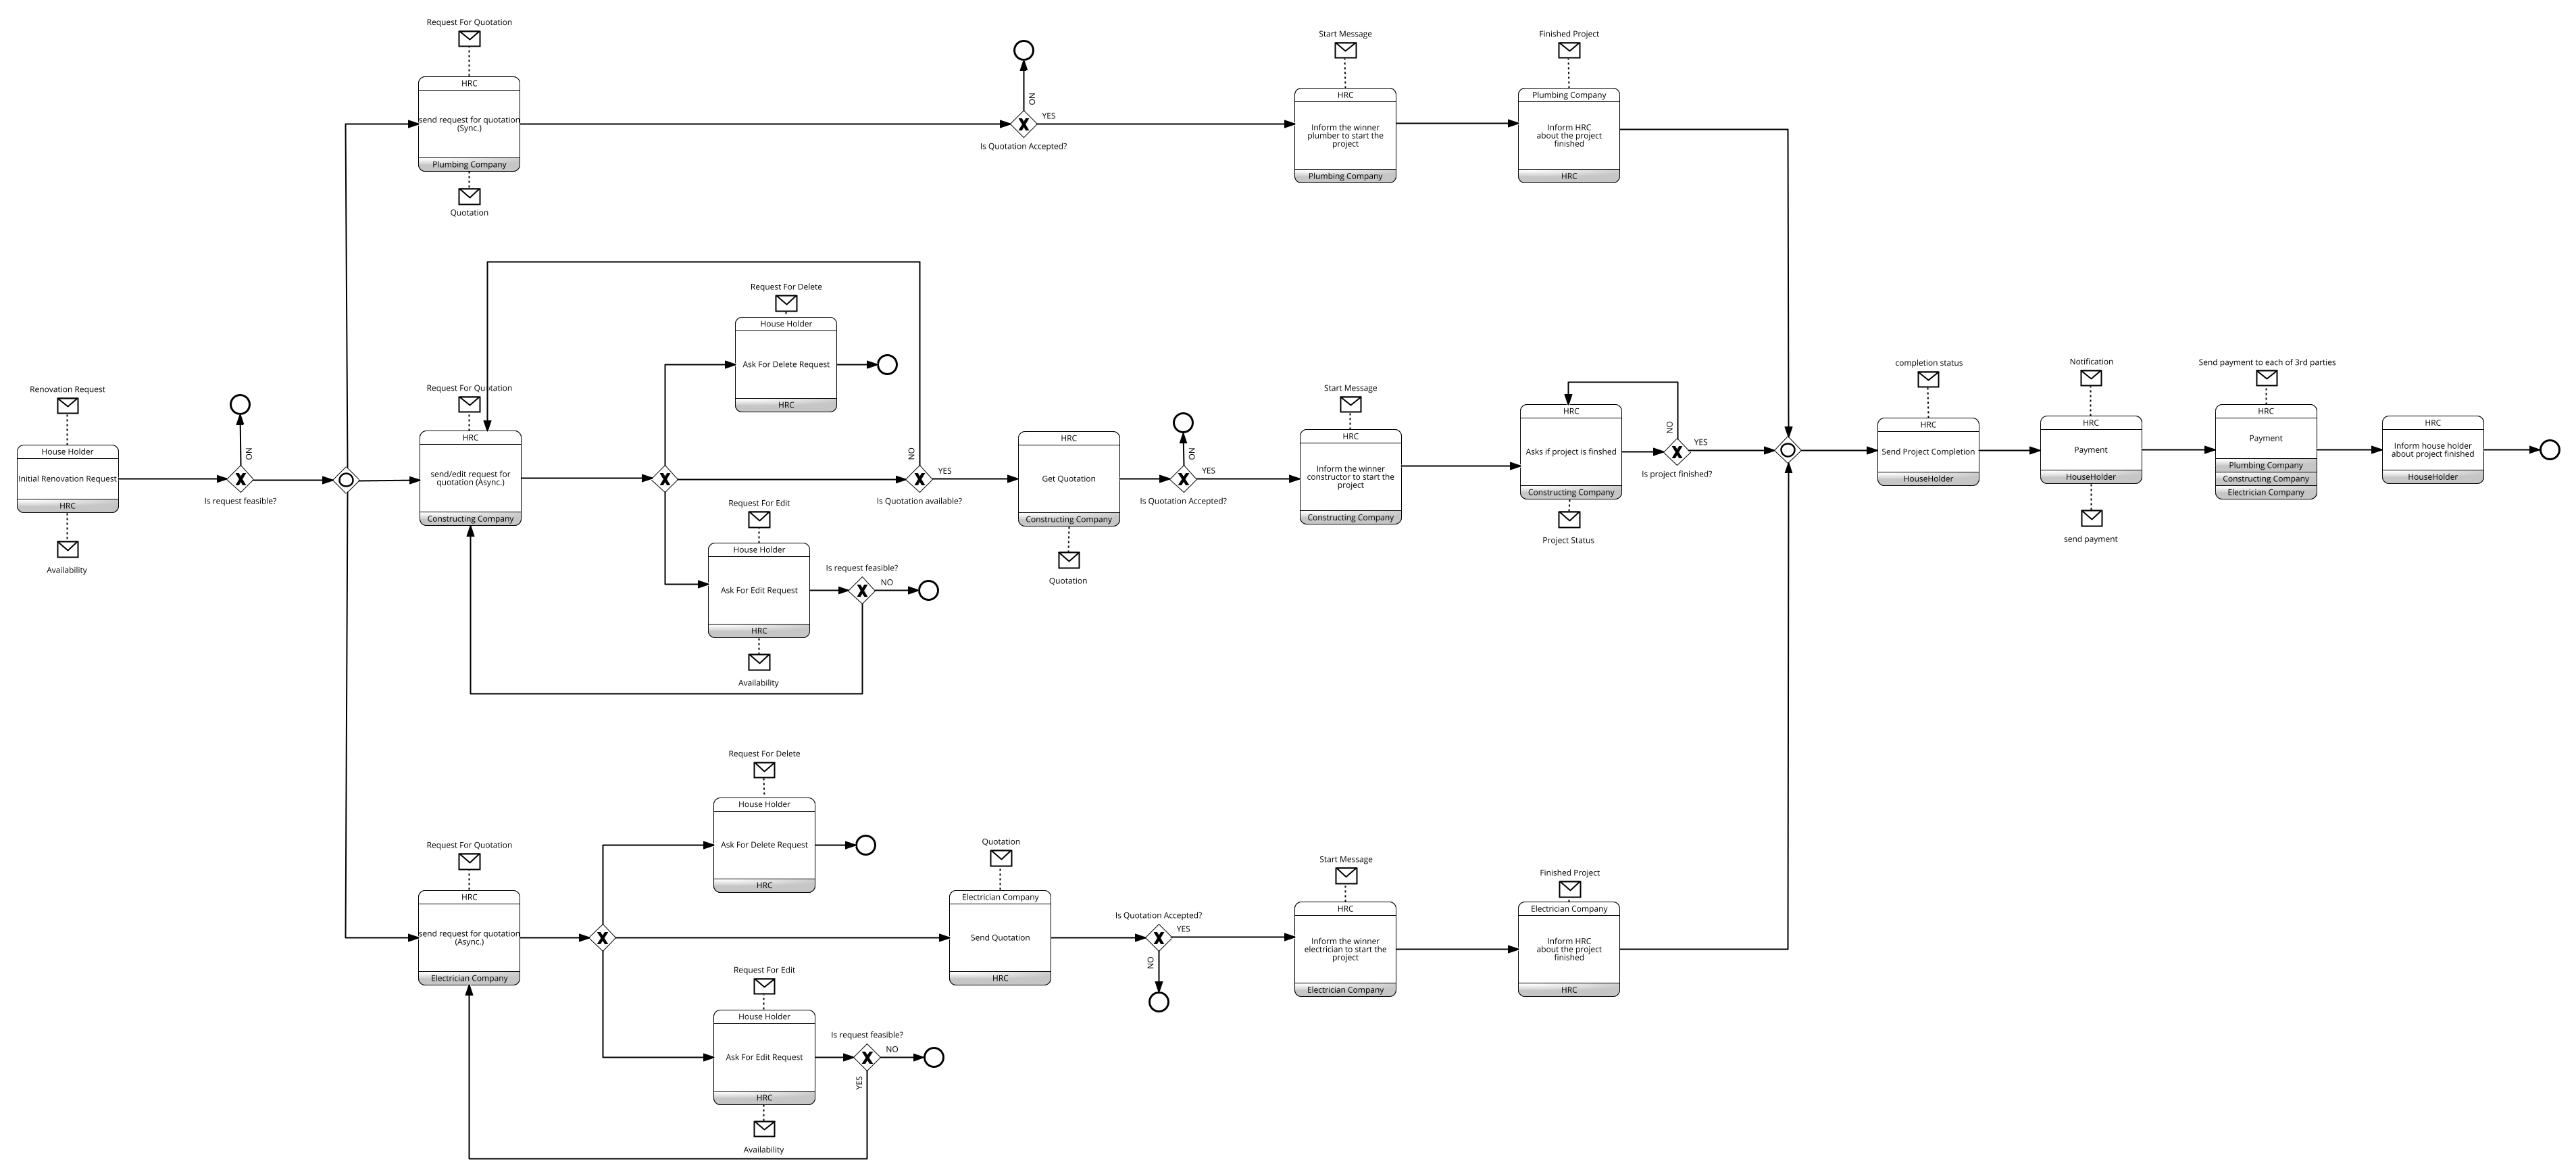 Renovation Request
House Holder
Initial Renovation Request
HRC
Availability
NO
Is request feasible?
Request For Quotation
HRC
send request for quotation
(Sync.)
Plumbing Company
Quotation
NO
YES
Is Quotation Accepted?
Start Message
HRC
Inform the winner
plumber to start the
project
Plumbing Company
Finished Project
Plumbing Company
Inform HRC
about the project
finished
HRC
Request For Quotation
HRC
send/edit request for
quotation (Async.)
Constructing Company
Request For Delete
House Holder
Ask For Delete Request
HRC
Request For Edit
House Holder
Ask For Edit Request
HRC
Availability
Is request feasible?
NO
NO
YES
Is Quotation available?
HRC
Get Quotation
Constructing Company
Quotation
NO
YES
Is Quotation Accepted?
Start Message
HRC
Inform the winner
constructor to start the
project
Constructing Company
HRC
Asks if project is finshed
Constructing Company
Project Status
NO
YES
Is project finished?
completion status
HRC
Send Project Completion
HouseHolder
Notification
HRC
Payment
HouseHolder
send payment
Send payment to each of 3rd parties
HRC
Payment
Plumbing Company
Constructing Company
Electrician Company
HRC
Inform house holder
about project finished
HouseHolder
Request For Quotation
HRC
send request for quotation
(Async.)
Electrician Company
Request For Delete
House Holder
Ask For Delete Request
HRC
Request For Edit
House Holder
Ask For Edit Request
HRC
Availability
Is request feasible?
NO
YES
Quotation
Electrician Company
Send Quotation
HRC
Is Quotation Accepted?
YES
NO
Start Message
HRC
Inform the winner
electrician to start the
project
Electrician Company
Finished Project
Electrician Company
Inform HRC
about the project
finished
HRC